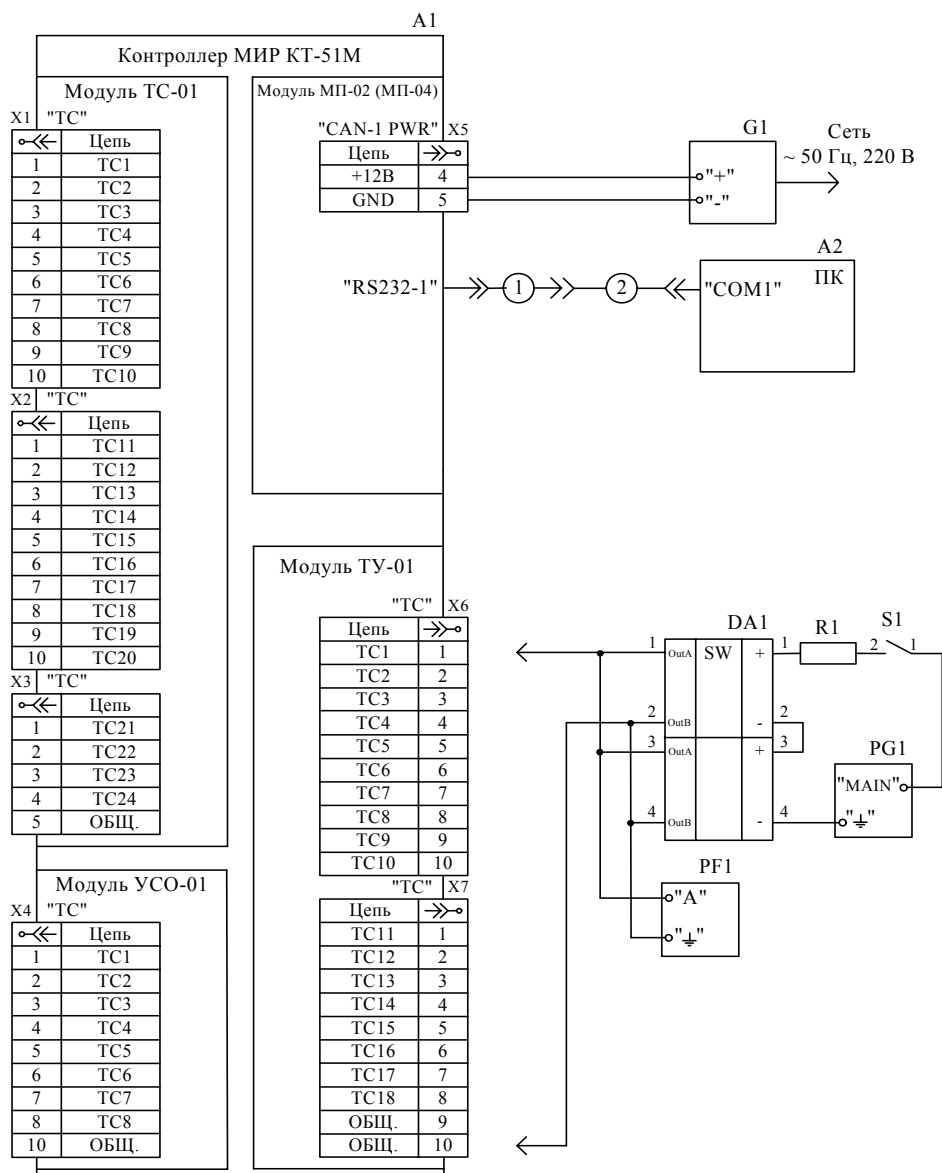 A1
Контроллер МИР КТ-51М
Модуль ТС-01
X1 "ТС"
Цепь
1 ТС1
2 ТС2
3 ТС3
4 ТС4
5 ТС5
6 ТС6
7 ТС7
8 ТС8
9 ТС9
10 ТС10
X2 "ТС"
Цепь
1 ТС11
2 ТС12
3 ТС13
4 ТС14
5 ТС15
6 ТС16
7 ТС17
8 ТС18
9 ТС19
10 ТС20
X3 "ТС"
Цепь
1 ТС21
2 ТС22
3 ТС23
4 ТС24
5 ОБЩ.
Модуль УСО-01
X4 "ТС"
Цепь
1 ТС1
2 ТС2
3 ТС3
4 ТС4
5 ТС5
6 ТС6
7 ТС7
8 ТС8
10 ОБЩ.
Модуль МП-02 (МП-04)
"CAN-1 PWR" X5
Цепь
+12В 4
GND 5
G1
"+"
"-"
Сеть
~ 50 Гц, 220 В
"RS232-1"
1
2
A2
"COM1"
ПК
Модуль ТУ-01
"ТС" X6
Цепь
ТС1 1
ТС2 2
ТС3 3
ТС4 4
ТС5 5
ТС6 6
ТС7 7
ТС8 8
ТС9 9
ТС10 10
"ТС" X7
Цепь
ТС11 1
ТС12 2
ТС13 3
ТС14 4
ТС15 5
ТС16 6
ТС17 7
ТС18 8
ОБЩ. 9
ОБЩ. 10
DA1
R1
S1
1 OutA SW + 1
2 1
2 OutB - 2
3 OutA + 3
4 OutB - 4
PG1
"MAIN"
"⏚"
PF1
"A"
"⏚"